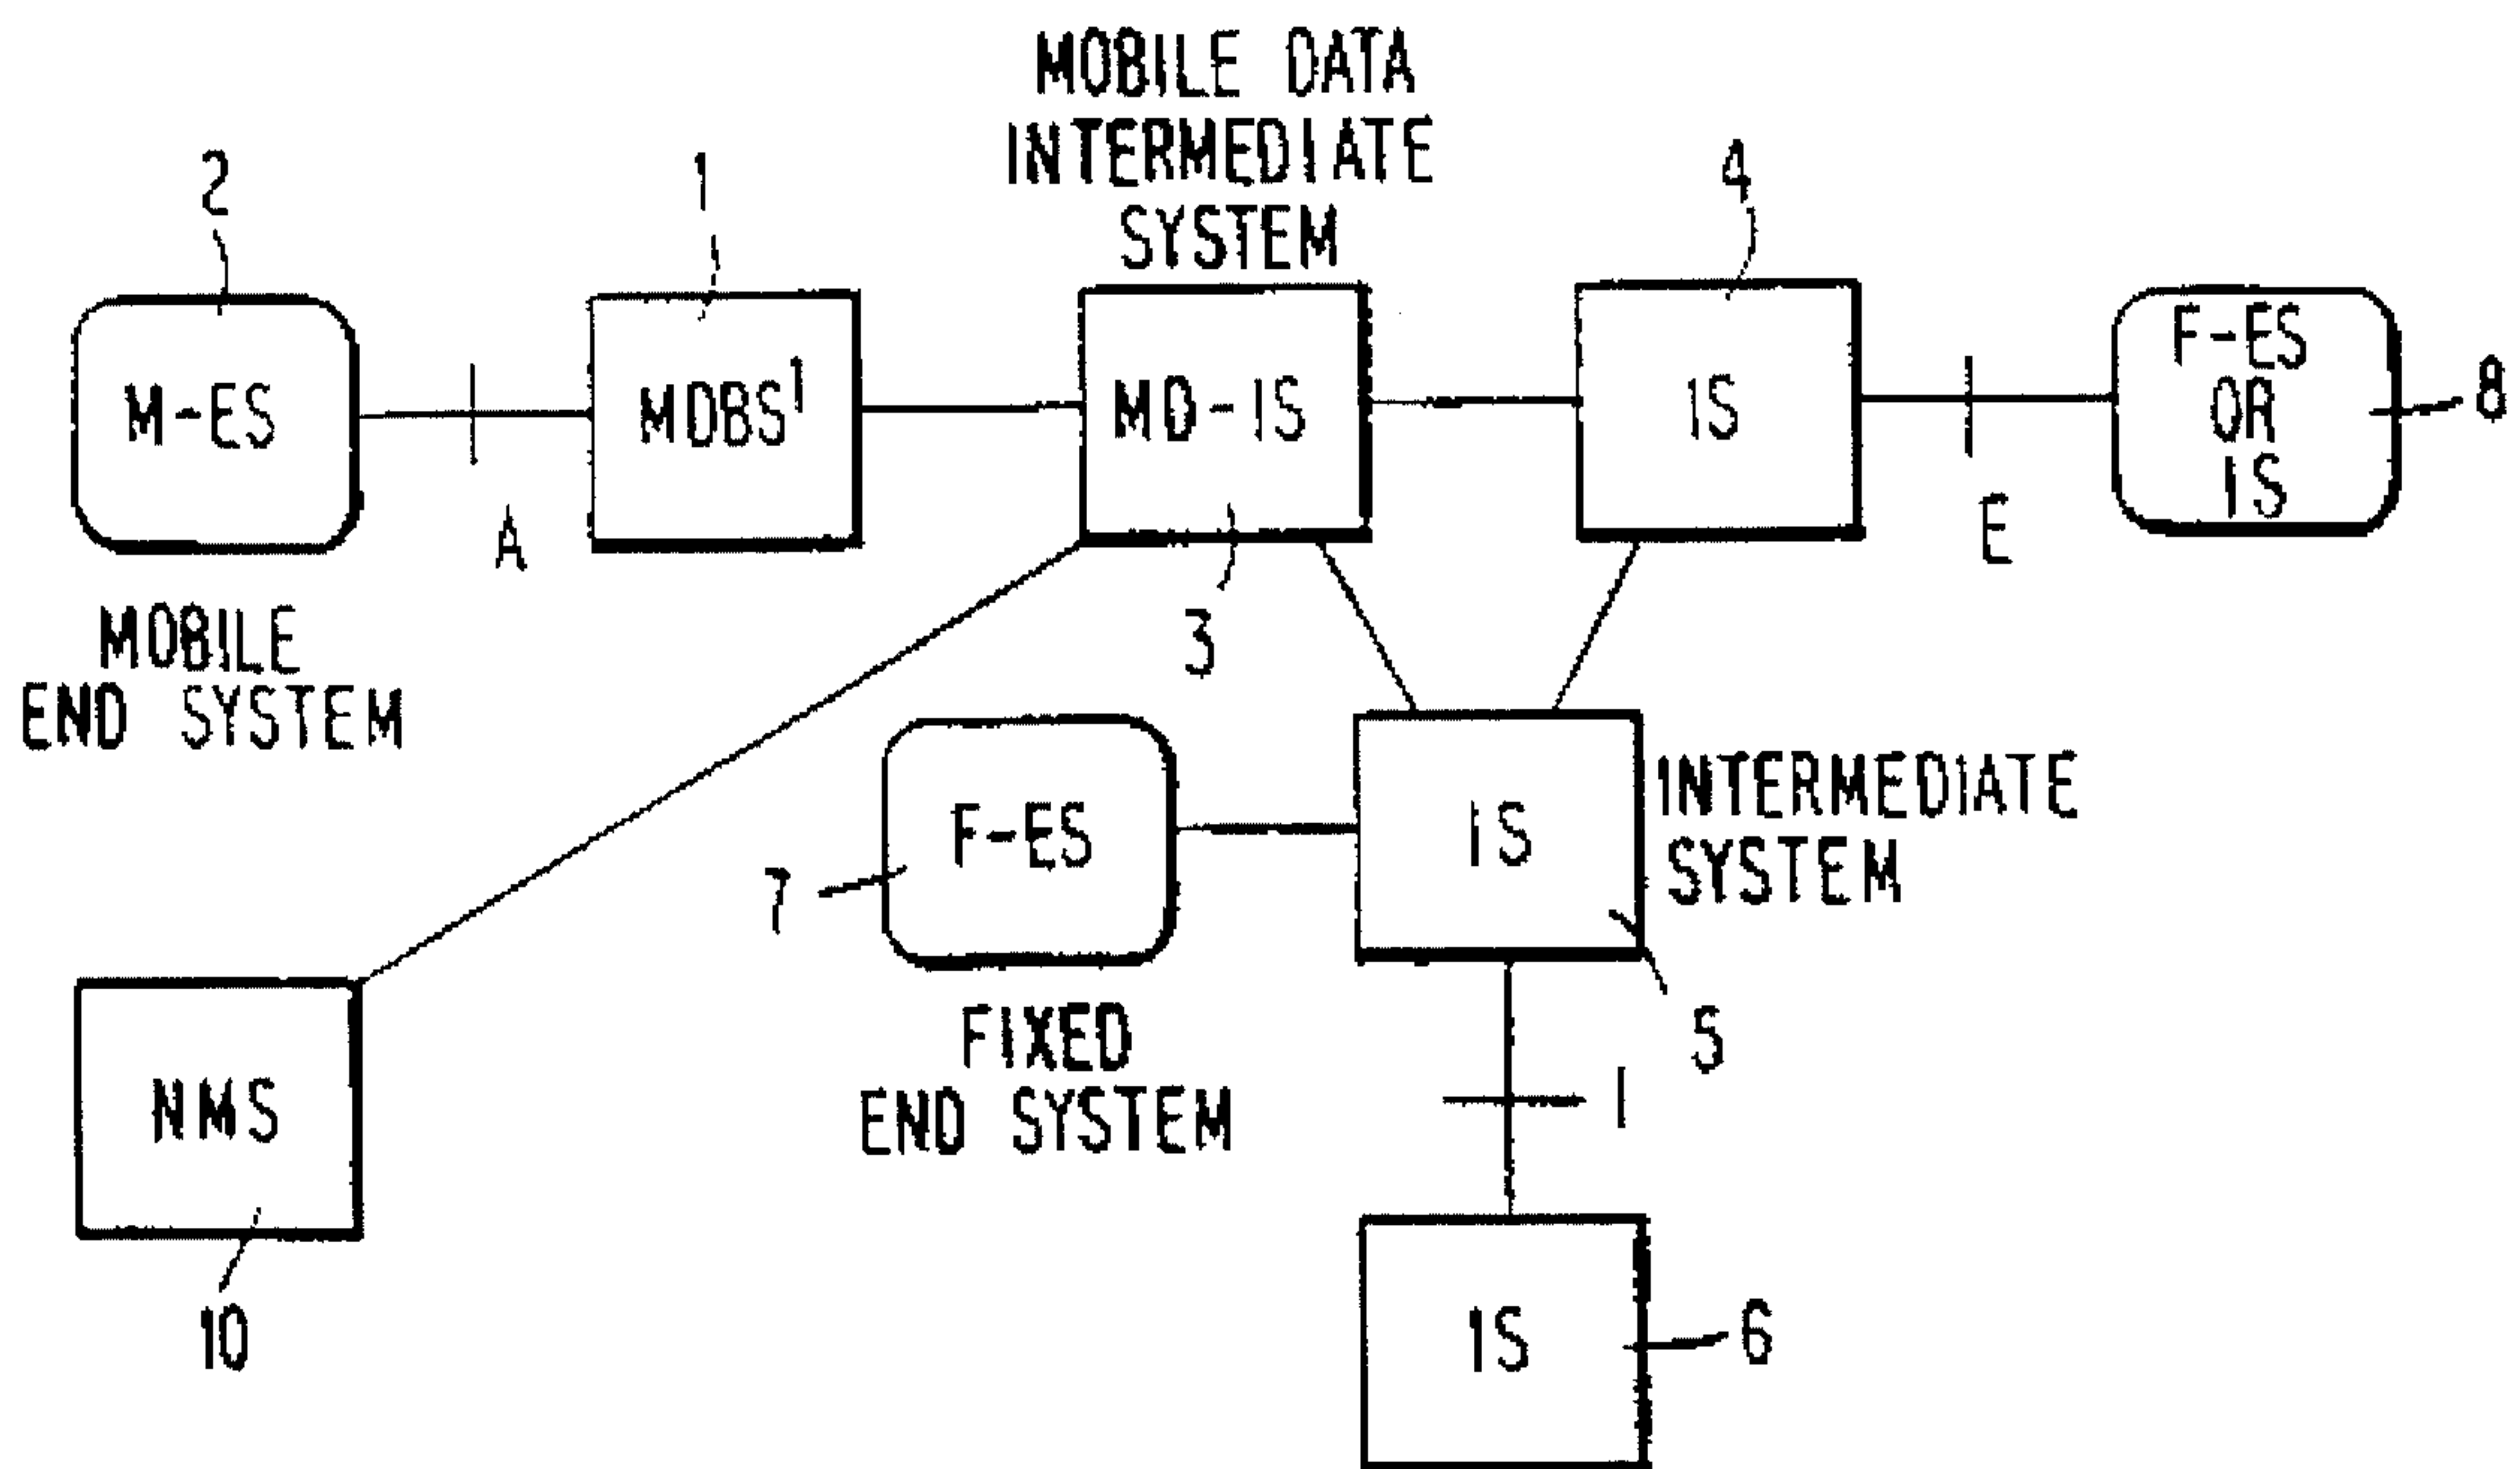 MOBILE DATA
INTERMEDIATE
SYSTEM
2
1
4
M-ES
MDBS¹
MD-IS
IS
F-ES
OR
IS
8
A
E
3
MOBILE
END SYSTEM
F-ES
7
IS
INTERMEDIATE
SYSTEM
5
FIXED
END SYSTEM
I
NMS
10
IS
6